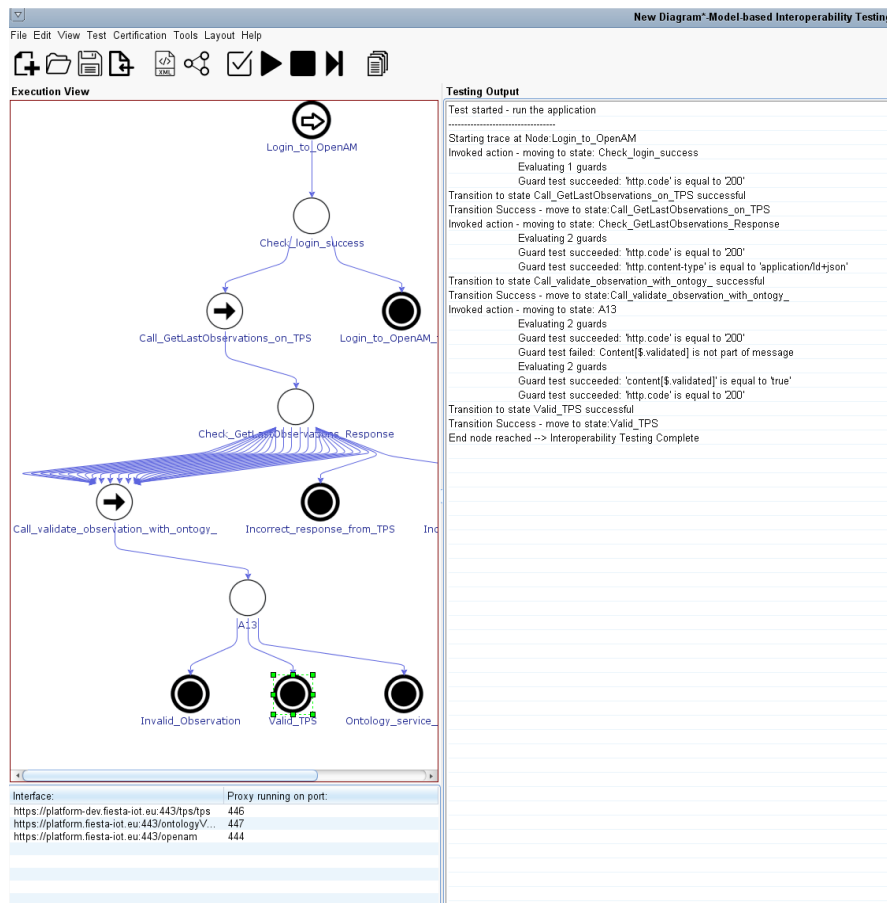 New Diagram*-Model-based Interoperability Testing
File Edit View Test Certification Tools Layout Help
XML
Execution View
Login_to_OpenAM
Check_login_success
Call_GetLastObservations_on_TPS
Login_to_OpenAM_
Check_GetLastObservations_Response
Call_validate_observation_with_ontogy_
Incorrect_response_from_TPS
Inc
A13
Invalid_Observation
Valid_TPS
Ontology_service_
Interface: Proxy running on port:
https://platform-dev.fiesta-iot.eu:443/tps/tps 446
https://platform.fiesta-iot.eu:443/ontologyV... 447
https://platform.fiesta-iot.eu:443/openam 444
Testing Output
Test started - run the application
----------------------------------
Starting trace at Node:Login_to_OpenAM
Invoked action - moving to state: Check_login_success
Evaluating 1 guards
Guard test succeeded: 'http.code' is equal to '200'
Transition to state Call_GetLastObservations_on_TPS successful
Transition Success - move to state:Call_GetLastObservations_on_TPS
Invoked action - moving to state: Check_GetLastObservations_Response
Evaluating 2 guards
Guard test succeeded: 'http.code' is equal to '200'
Guard test succeeded: 'http.content-type' is equal to 'application/ld+json'
Transition to state Call_validate_observation_with_ontogy_ successful
Transition Success - move to state:Call_validate_observation_with_ontogy_
Invoked action - moving to state: A13
Evaluating 2 guards
Guard test succeeded: 'http.code' is equal to '200'
Guard test failed: Content[$.validated] is not part of message
Evaluating 2 guards
Guard test succeeded: 'content[$.validated]' is equal to 'true'
Guard test succeeded: 'http.code' is equal to '200'
Transition to state Valid_TPS successful
Transition Success - move to state:Valid_TPS
End node reached --> Interoperability Testing Complete